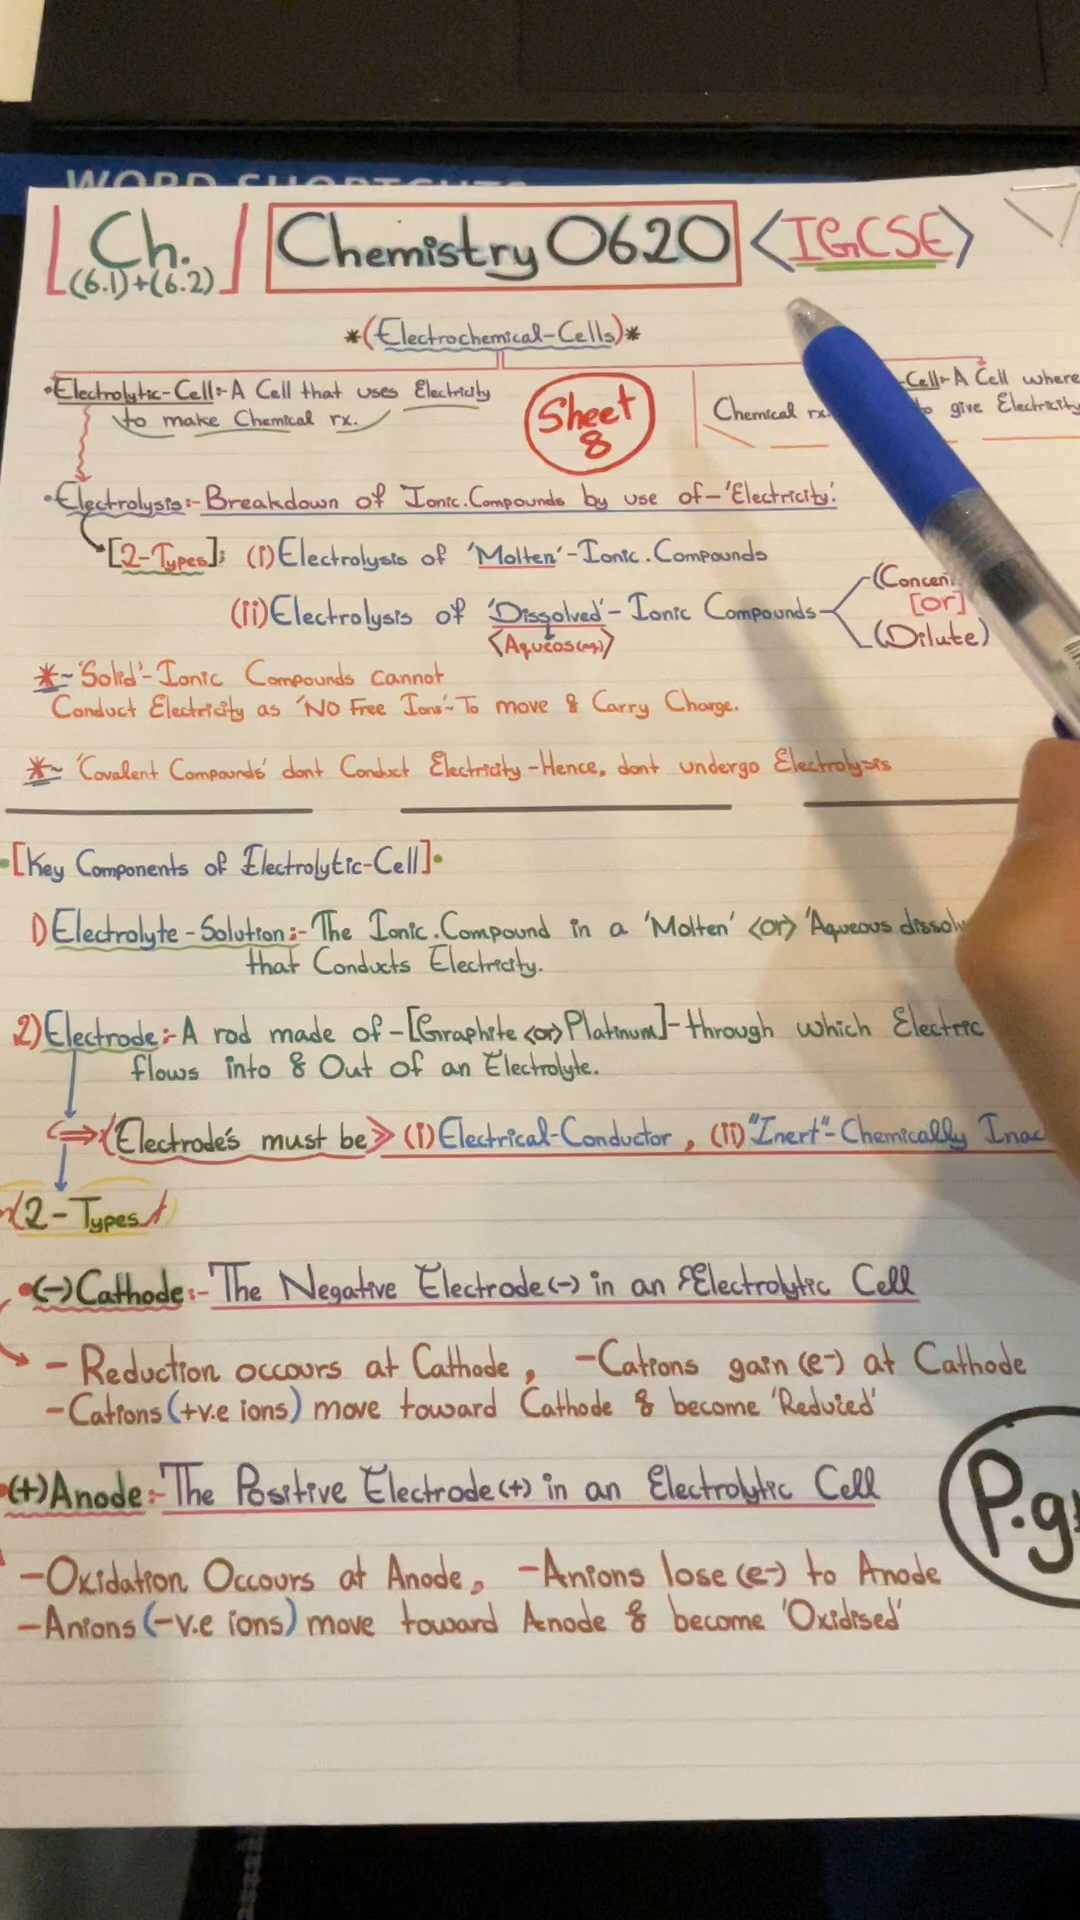 WORD SHORTCUTS
Ch.
(6.1)+(6.2)
Chemistry 0620
<IGCSE>
*(Electrochemical-Cells)*
•Electrolytic-Cell:-A Cell that uses Electricity
to make Chemical rx.
Sheet
8
-Cell-A Cell where
Chemical rx. to give Electricity
•Electrolysis:-Breakdown of Ionic.Compounds by use of-'Electricity.'
[2-Types]: (i)Electrolysis of 'Molten'-Ionic.Compounds
(ii)Electrolysis of 'Dissolved'-Ionic Compounds
(Concen
[or]
(Dilute)
<Aqueos(aq)>
*~'Solid'-Ionic Compounds cannot
Conduct Electricity as 'NO Free Ions'-To move & Carry Charge.
*~ 'Covalent Compounds' dont Conduct Electricity-Hence, dont undergo Electrolysis
•[Key Components of Electrolytic-Cell]•
1)Electrolyte-Solution:-The Ionic.Compound in a 'Molten' <or> 'Aqueous dissolv
that Conducts Electricity.
2)Electrode:-A rod made of-[Graphite <or> Platinum]-through which Electric
flows into & Out of an Electrolyte.
⇒(Electrode's must be》(i)Electrical-Conductor, (ii)"Inert"-Chemically Inac
2-Types
•(-)Cathode:-The Negative Electrode(-) in an Electrolytic Cell
-Reduction occours at Cathode, -Cations gain (e-) at Cathode
-Cations(+v.e ions) move toward Cathode & become 'Reduced'
•(+)Anode:-The Positive Electrode(+) in an Electrolytic Cell
P.g
-Oxidation Occours at Anode, -Anions lose (e-) to Anode
-Anions(-v.e ions) move toward Anode & become 'Oxidised'